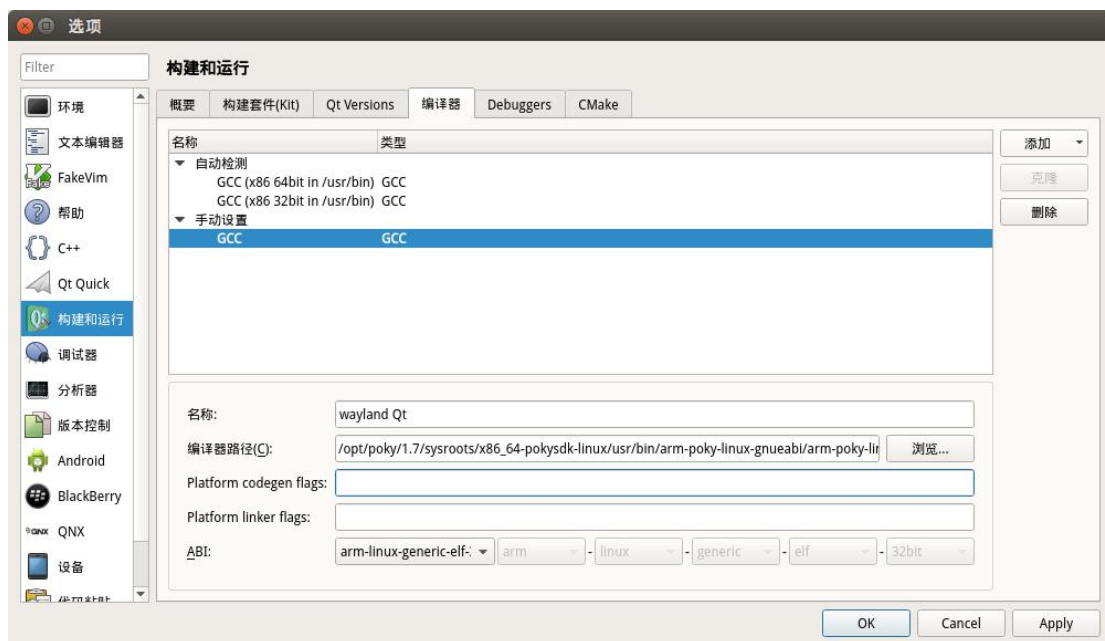 选项
Filter
构建和运行
环境
文本编辑器
FakeVim
帮助
C++
Qt Quick
构建和运行
调试器
分析器
版本控制
Android
BlackBerry
QNX
设备
代码粘贴
概要 构建套件(Kit) Qt Versions 编译器 Debuggers CMake
名称 类型
自动检测
GCC (x86 64bit in /usr/bin) GCC
GCC (x86 32bit in /usr/bin) GCC
手动设置
GCC GCC
添加
克隆
删除
名称: wayland Qt
编译器路径(C): /opt/poky/1.7/sysroots/x86_64-pokysdk-linux/usr/bin/arm-poky-linux-gnueabi/arm-poky-lin 浏览...
Platform codegen flags:
Platform linker flags:
ABI: arm-linux-generic-elf- arm - linux - generic - elf - 32bit
OK Cancel Apply